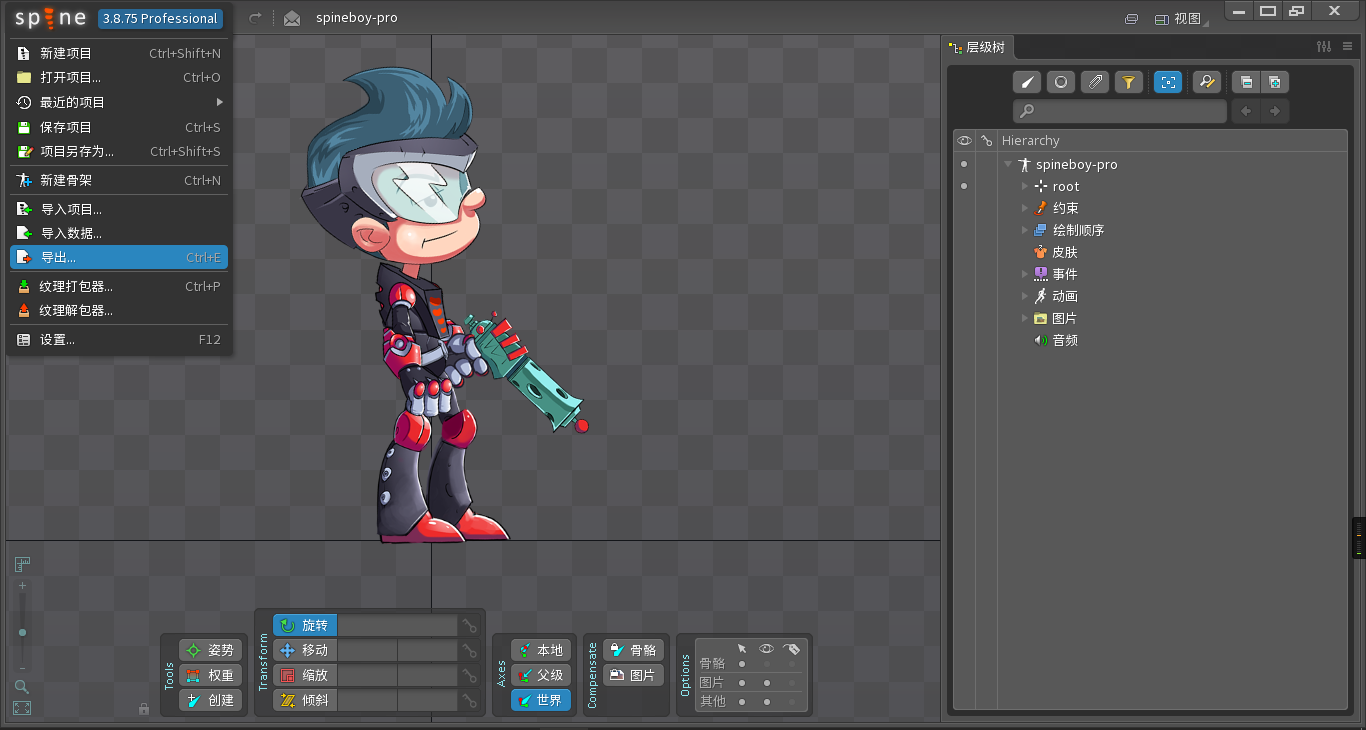 spine 3.8.75 Professional
spineboy-pro
视图
新建项目 Ctrl+Shift+N
打开项目... Ctrl+O
最近的项目
保存项目 Ctrl+S
项目另存为... Ctrl+Shift+S
新建骨架 Ctrl+N
导入项目...
导入数据...
导出... Ctrl+E
纹理打包器... Ctrl+P
纹理解包器...
设置... F12
层级树
Hierarchy
spineboy-pro
root
约束
绘制顺序
皮肤
事件
动画
图片
音频
Tools
姿势
权重
创建
Transform
旋转
移动
缩放
倾斜
Axes
本地
父级
世界
Compensate
骨骼
图片
Options
骨骼
图片
其他